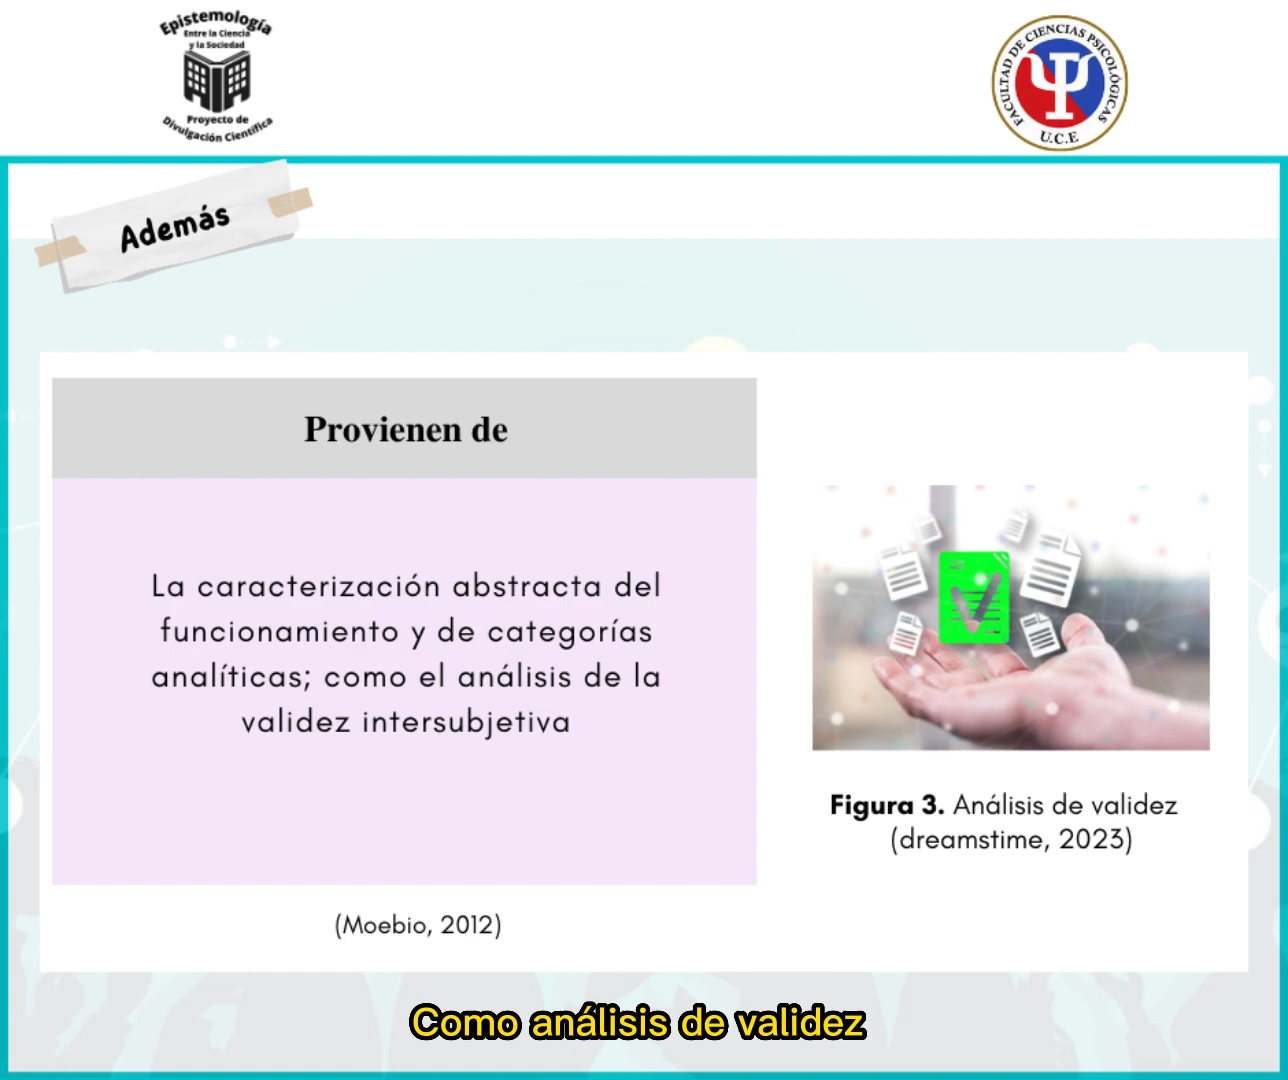 Epistemología
Entre la Ciencia
y la Sociedad
Proyecto de
Divulgación Científica
FACULTAD DE CIENCIAS PSICOLÓGICAS
U.C.E
Además
Provienen de
La caracterización abstracta del
funcionamiento y de categorías
analíticas; como el análisis de la
validez intersubjetiva
Figura 3. Análisis de validez
(dreamstime, 2023)
(Moebio, 2012)
Como análisis de validez